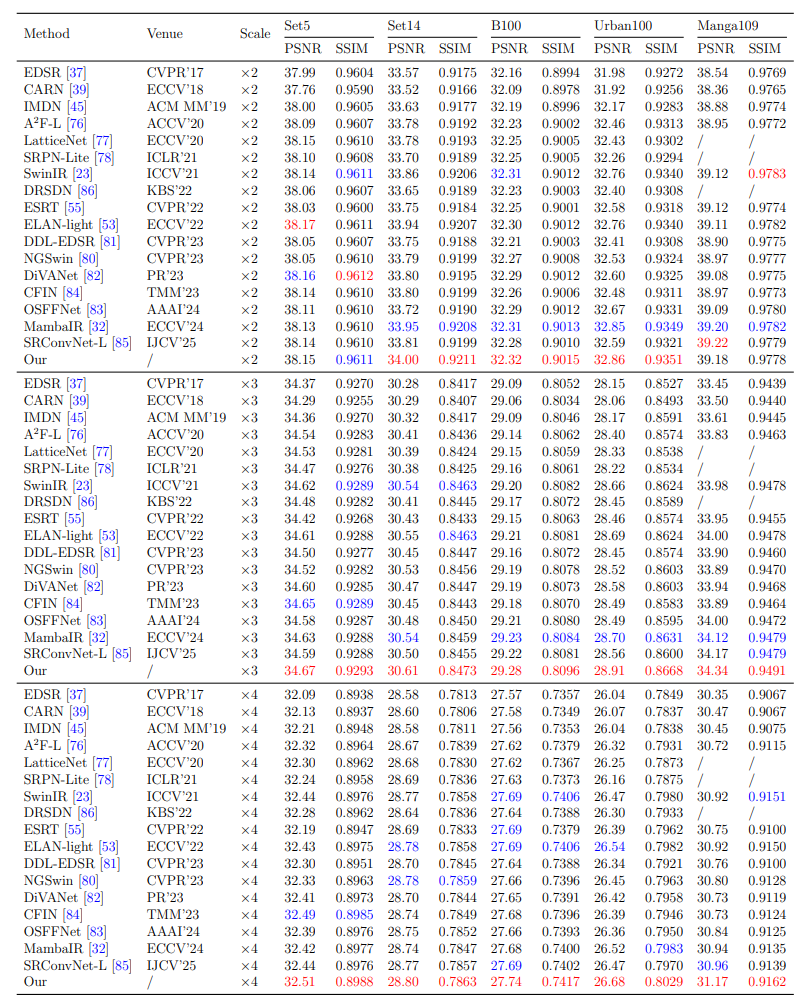 Method Venue Scale Set5 Set14 B100 Urban100 Manga109
PSNR SSIM PSNR SSIM PSNR SSIM PSNR SSIM PSNR SSIM
EDSR [37] CVPR'17 ×2 37.99 0.9604 33.57 0.9175 32.16 0.8994 31.98 0.9272 38.54 0.9769
CARN [39] ECCV'18 ×2 37.76 0.9590 33.52 0.9166 32.09 0.8978 31.92 0.9256 38.36 0.9765
IMDN [45] ACM MM'19 ×2 38.00 0.9605 33.63 0.9177 32.19 0.8996 32.17 0.9283 38.88 0.9774
A²F-L [76] ACCV'20 ×2 38.09 0.9607 33.78 0.9192 32.23 0.9002 32.46 0.9313 38.95 0.9772
LatticeNet [77] ECCV'20 ×2 38.15 0.9610 33.78 0.9193 32.25 0.9005 32.43 0.9302 / /
SRPN-Lite [78] ICLR'21 ×2 38.10 0.9608 33.70 0.9189 32.25 0.9005 32.26 0.9294 / /
SwinIR [23] ICCV'21 ×2 38.14 0.9611 33.86 0.9206 32.31 0.9012 32.76 0.9340 39.12 0.9783
DRSDN [86] KBS'22 ×2 38.06 0.9607 33.65 0.9189 32.23 0.9003 32.40 0.9308 / /
ESRT [55] CVPR'22 ×2 38.03 0.9600 33.75 0.9184 32.25 0.9001 32.58 0.9318 39.12 0.9774
ELAN-light [53] ECCV'22 ×2 38.17 0.9611 33.94 0.9207 32.30 0.9012 32.76 0.9340 39.11 0.9782
DDL-EDSR [81] CVPR'23 ×2 38.05 0.9607 33.75 0.9188 32.21 0.9003 32.41 0.9308 38.90 0.9775
NGSwin [80] CVPR'23 ×2 38.05 0.9610 33.79 0.9199 32.27 0.9008 32.53 0.9324 38.97 0.9777
DiVANet [82] PR'23 ×2 38.16 0.9612 33.80 0.9195 32.29 0.9012 32.60 0.9325 39.08 0.9775
CFIN [84] TMM'23 ×2 38.14 0.9610 33.80 0.9199 32.26 0.9006 32.48 0.9311 38.97 0.9773
OSFFNet [83] AAAI'24 ×2 38.11 0.9610 33.72 0.9190 32.29 0.9012 32.67 0.9331 39.09 0.9780
MambaIR [32] ECCV'24 ×2 38.13 0.9610 33.95 0.9208 32.31 0.9013 32.85 0.9349 39.20 0.9782
SRConvNet-L [85] IJCV'25 ×2 38.14 0.9610 33.81 0.9199 32.28 0.9010 32.59 0.9321 39.22 0.9779
Our / ×2 38.15 0.9611 34.00 0.9211 32.32 0.9015 32.86 0.9351 39.18 0.9778
EDSR [37] CVPR'17 ×3 34.37 0.9270 30.28 0.8417 29.09 0.8052 28.15 0.8527 33.45 0.9439
CARN [39] ECCV'18 ×3 34.29 0.9255 30.29 0.8407 29.06 0.8034 28.06 0.8493 33.50 0.9440
IMDN [45] ACM MM'19 ×3 34.36 0.9270 30.32 0.8417 29.09 0.8046 28.17 0.8591 33.61 0.9445
A²F-L [76] ACCV'20 ×3 34.54 0.9283 30.41 0.8436 29.14 0.8062 28.40 0.8574 33.83 0.9463
LatticeNet [77] ECCV'20 ×3 34.53 0.9281 30.39 0.8424 29.15 0.8059 28.33 0.8538 / /
SRPN-Lite [78] ICLR'21 ×3 34.47 0.9276 30.38 0.8425 29.16 0.8061 28.22 0.8534 / /
SwinIR [23] ICCV'21 ×3 34.62 0.9289 30.54 0.8463 29.20 0.8082 28.66 0.8624 33.98 0.9478
DRSDN [86] KBS'22 ×3 34.48 0.9282 30.41 0.8445 29.17 0.8072 28.45 0.8589 / /
ESRT [55] CVPR'22 ×3 34.42 0.9268 30.43 0.8433 29.15 0.8063 28.46 0.8574 33.95 0.9455
ELAN-light [53] ECCV'22 ×3 34.61 0.9288 30.55 0.8463 29.21 0.8081 28.69 0.8624 34.00 0.9478
DDL-EDSR [81] CVPR'23 ×3 34.50 0.9277 30.45 0.8447 29.16 0.8072 28.45 0.8574 33.90 0.9460
NGSwin [80] CVPR'23 ×3 34.52 0.9282 30.53 0.8456 29.19 0.8078 28.52 0.8603 33.89 0.9470
DiVANet [82] PR'23 ×3 34.60 0.9285 30.47 0.8447 29.19 0.8073 28.58 0.8603 33.94 0.9468
CFIN [84] TMM'23 ×3 34.65 0.9289 30.45 0.8443 29.18 0.8070 28.49 0.8583 33.89 0.9464
OSFFNet [83] AAAI'24 ×3 34.58 0.9287 30.48 0.8450 29.21 0.8080 28.49 0.8595 34.00 0.9472
MambaIR [32] ECCV'24 ×3 34.63 0.9288 30.54 0.8459 29.23 0.8084 28.70 0.8631 34.12 0.9479
SRConvNet-L [85] IJCV'25 ×3 34.59 0.9288 30.50 0.8455 29.22 0.8081 28.56 0.8600 34.17 0.9479
Our / ×3 34.67 0.9293 30.61 0.8473 29.28 0.8096 28.91 0.8668 34.34 0.9491
EDSR [37] CVPR'17 ×4 32.09 0.8938 28.58 0.7813 27.57 0.7357 26.04 0.7849 30.35 0.9067
CARN [39] ECCV'18 ×4 32.13 0.8937 28.60 0.7806 27.58 0.7349 26.07 0.7837 30.47 0.9067
IMDN [45] ACM MM'19 ×4 32.21 0.8948 28.58 0.7811 27.56 0.7353 26.04 0.7838 30.45 0.9075
A²F-L [76] ACCV'20 ×4 32.32 0.8964 28.67 0.7839 27.62 0.7379 26.32 0.7931 30.72 0.9115
LatticeNet [77] ECCV'20 ×4 32.30 0.8962 28.68 0.7830 27.62 0.7367 26.25 0.7873 / /
SRPN-Lite [78] ICLR'21 ×4 32.24 0.8958 28.69 0.7836 27.63 0.7373 26.16 0.7875 / /
SwinIR [23] ICCV'21 ×4 32.44 0.8976 28.77 0.7858 27.69 0.7406 26.47 0.7980 30.92 0.9151
DRSDN [86] KBS'22 ×4 32.28 0.8962 28.64 0.7836 27.64 0.7388 26.30 0.7933 / /
ESRT [55] CVPR'22 ×4 32.19 0.8947 28.69 0.7833 27.69 0.7379 26.39 0.7962 30.75 0.9100
ELAN-light [53] ECCV'22 ×4 32.43 0.8975 28.78 0.7858 27.69 0.7406 26.54 0.7982 30.92 0.9150
DDL-EDSR [81] CVPR'23 ×4 32.30 0.8951 28.70 0.7845 27.64 0.7388 26.34 0.7921 30.76 0.9100
NGSwin [80] CVPR'23 ×4 32.33 0.8963 28.78 0.7859 27.66 0.7396 26.45 0.7963 30.80 0.9128
DiVANet [82] PR'23 ×4 32.41 0.8973 28.70 0.7844 27.65 0.7391 26.42 0.7958 30.73 0.9119
CFIN [84] TMM'23 ×4 32.49 0.8985 28.74 0.7849 27.68 0.7396 26.39 0.7946 30.73 0.9124
OSFFNet [83] AAAI'24 ×4 32.39 0.8976 28.75 0.7852 27.66 0.7393 26.36 0.7950 30.84 0.9125
MambaIR [32] ECCV'24 ×4 32.42 0.8977 28.74 0.7847 27.68 0.7400 26.52 0.7983 30.94 0.9135
SRConvNet-L [85] IJCV'25 ×4 32.44 0.8976 28.77 0.7857 27.69 0.7402 26.47 0.7970 30.96 0.9139
Our / ×4 32.51 0.8988 28.80 0.7863 27.74 0.7417 26.68 0.8029 31.17 0.9162